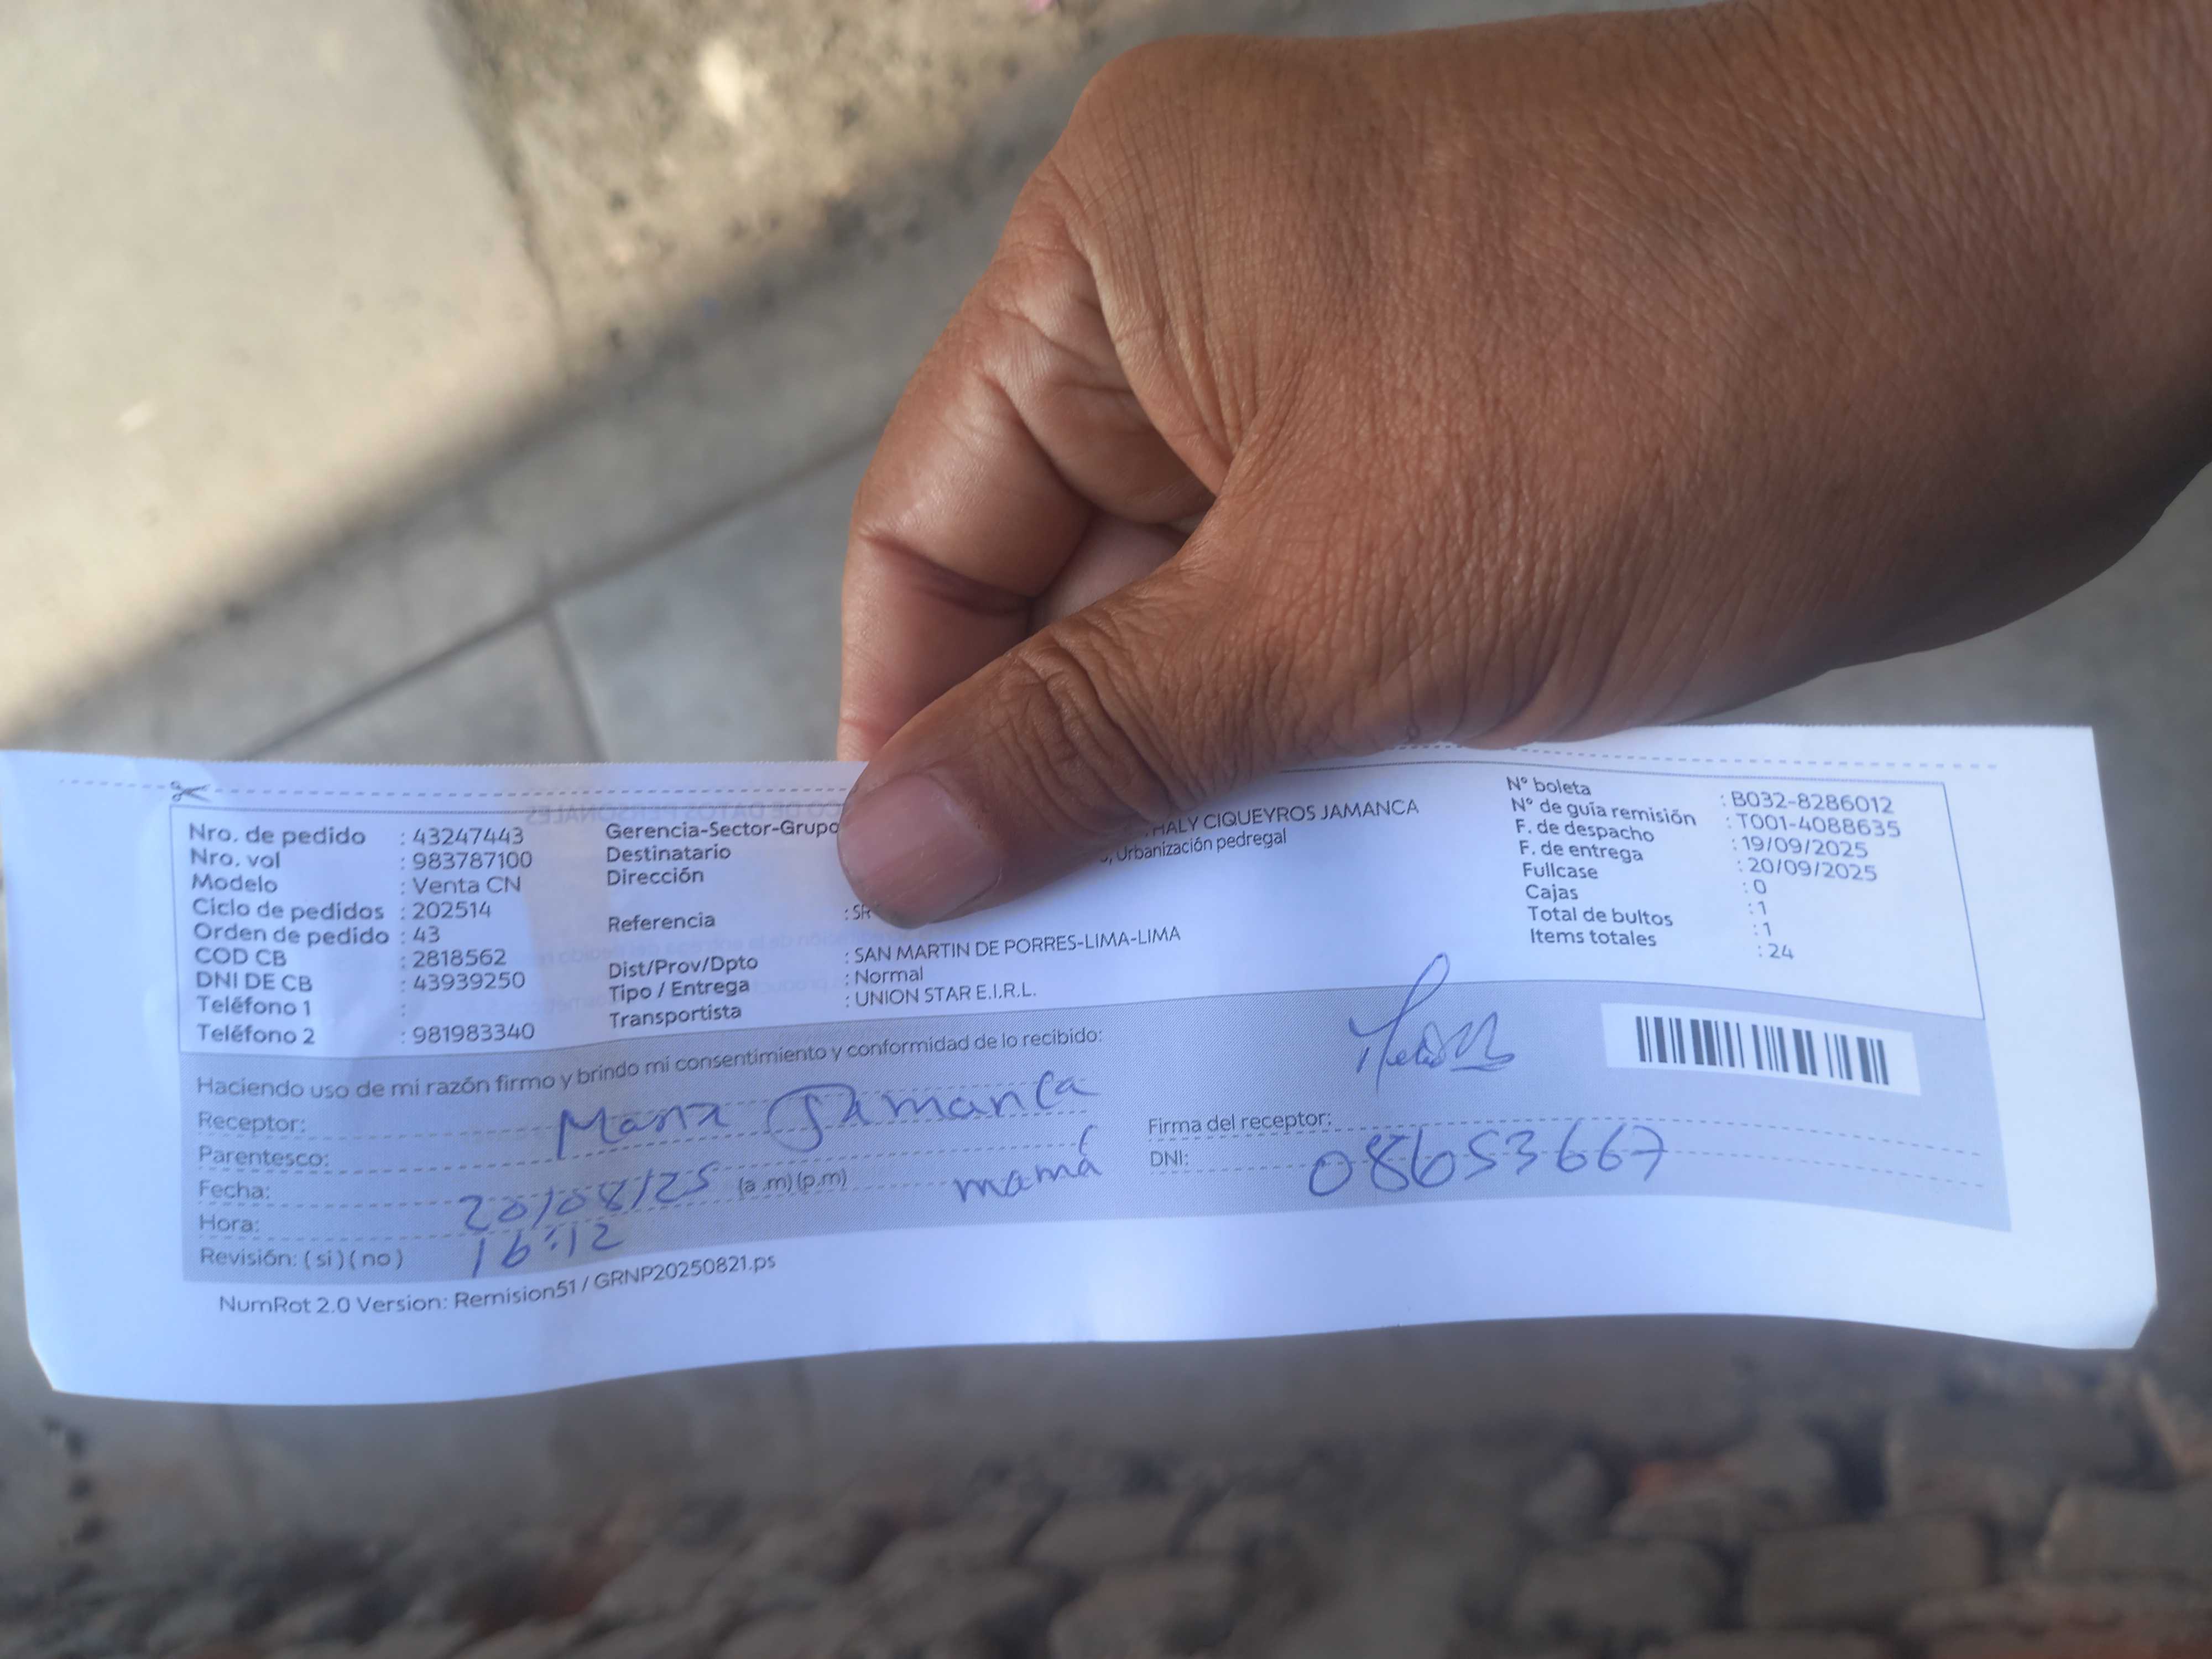 Nro. de pedido : 43247443
Nro. vol : 983787100
Modelo : Venta CN
Ciclo de pedidos : 202514
Orden de pedido : 43
COD CB : 2818562
DNI DE CB : 43939250
Teléfono 1 :
Teléfono 2 : 981983340
Gerencia-Sector-Grupo
Destinatario HALY CIQUEYROS JAMANCA
Dirección , Urbanización pedregal
Referencia : SR
Dist/Prov/Dpto : SAN MARTIN DE PORRES-LIMA-LIMA
Tipo / Entrega : Normal
Transportista : UNION STAR E.I.R.L.
N° boleta : B032-8286012
N° de guía remisión : T001-4088635
F. de despacho : 19/09/2025
F. de entrega : 20/09/2025
Fullcase : 0
Cajas : 1
Total de bultos : 1
Items totales : 24
Haciendo uso de mi razón firmo y brindo mi consentimiento y conformidad de lo recibido:
Receptor: Maria Jamanca
Parentesco: mamá
Fecha: 20/08/25 (a .m) (p.m)
Hora: 16:12
Revisión: ( si ) ( no )
Firma del receptor:
DNI: 08653667
NumRot 2.0 Version: Remision51 / GRNP20250821.ps